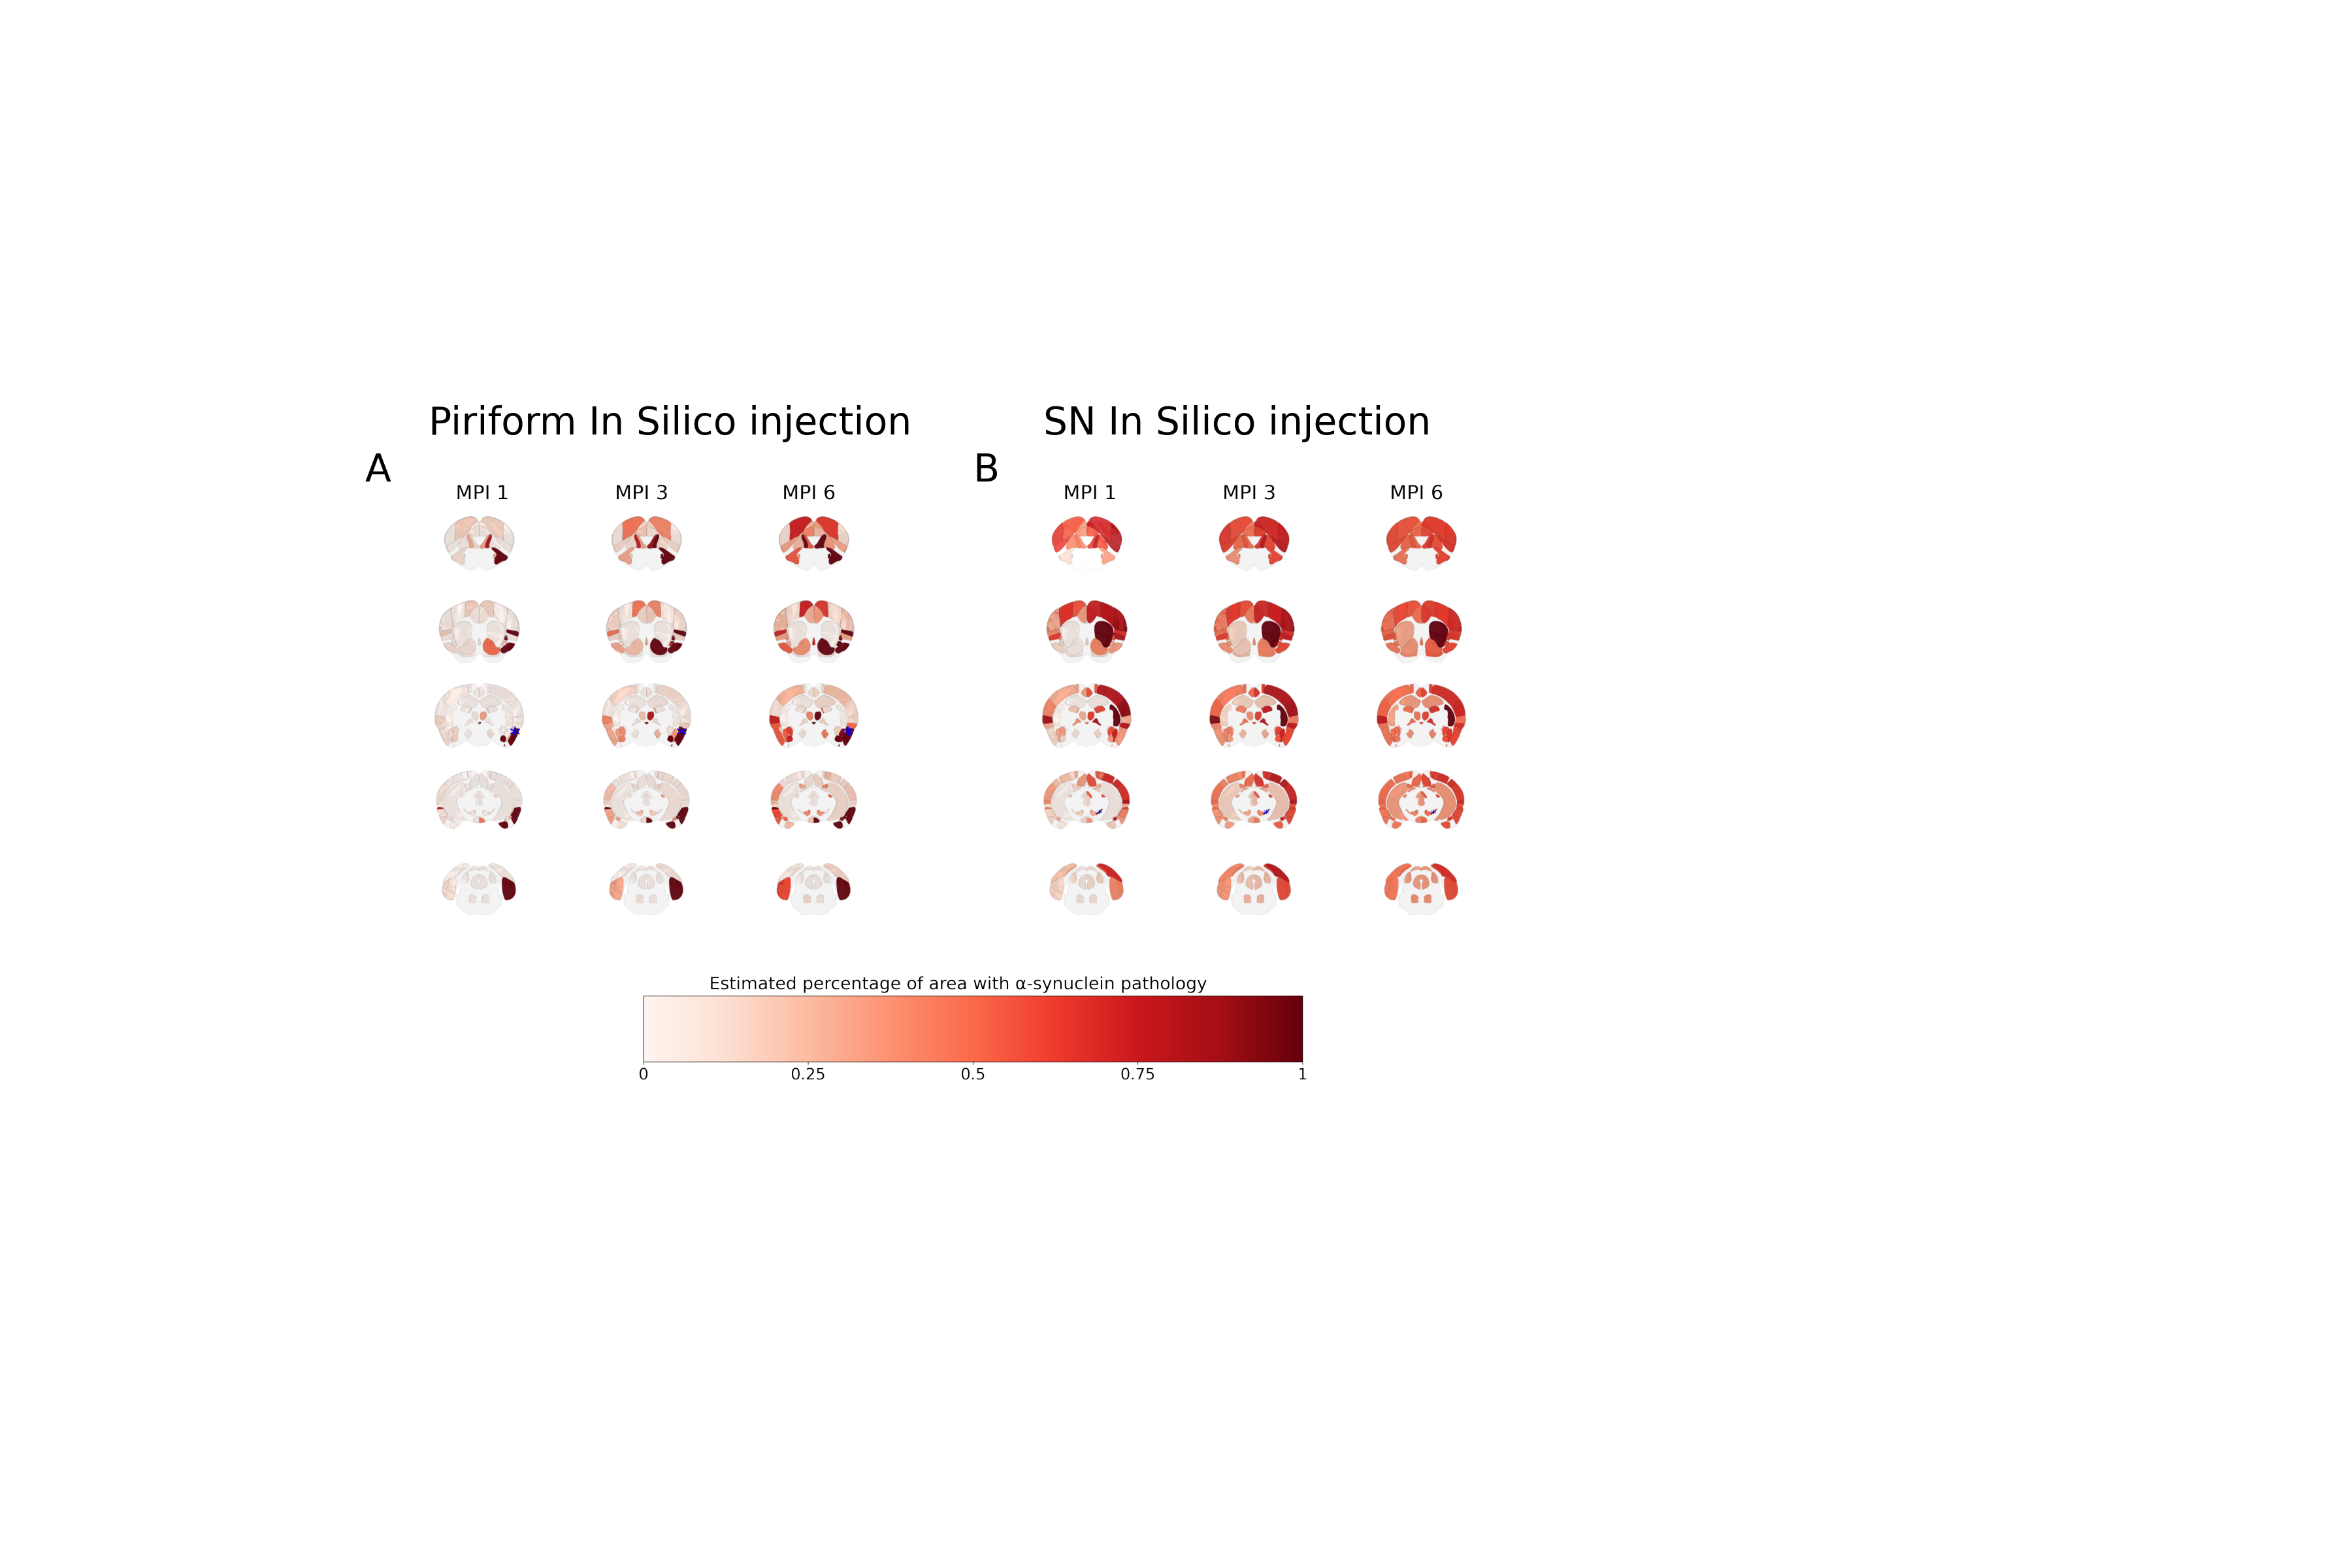 Piriform In Silico injection
SN In Silico injection
A
B
MPI 1
MPI 3
MPI 6
MPI 1
MPI 3
MPI 6
Estimated percentage of area with α-synuclein pathology
0
0.25
0.5
0.75
1